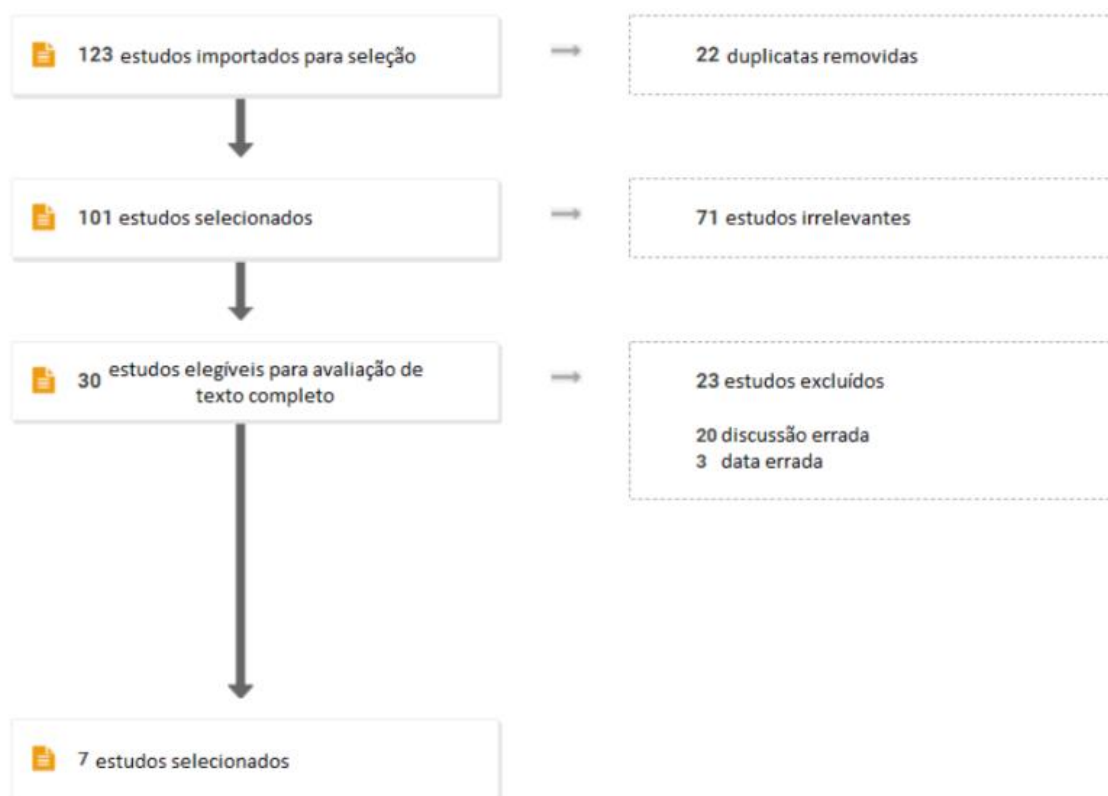 123 estudos importados para seleção
22 duplicatas removidas
101 estudos selecionados
71 estudos irrelevantes
30 estudos elegíveis para avaliação de
texto completo
23 estudos excluídos
20 discussão errada
3 data errada
7 estudos selecionados